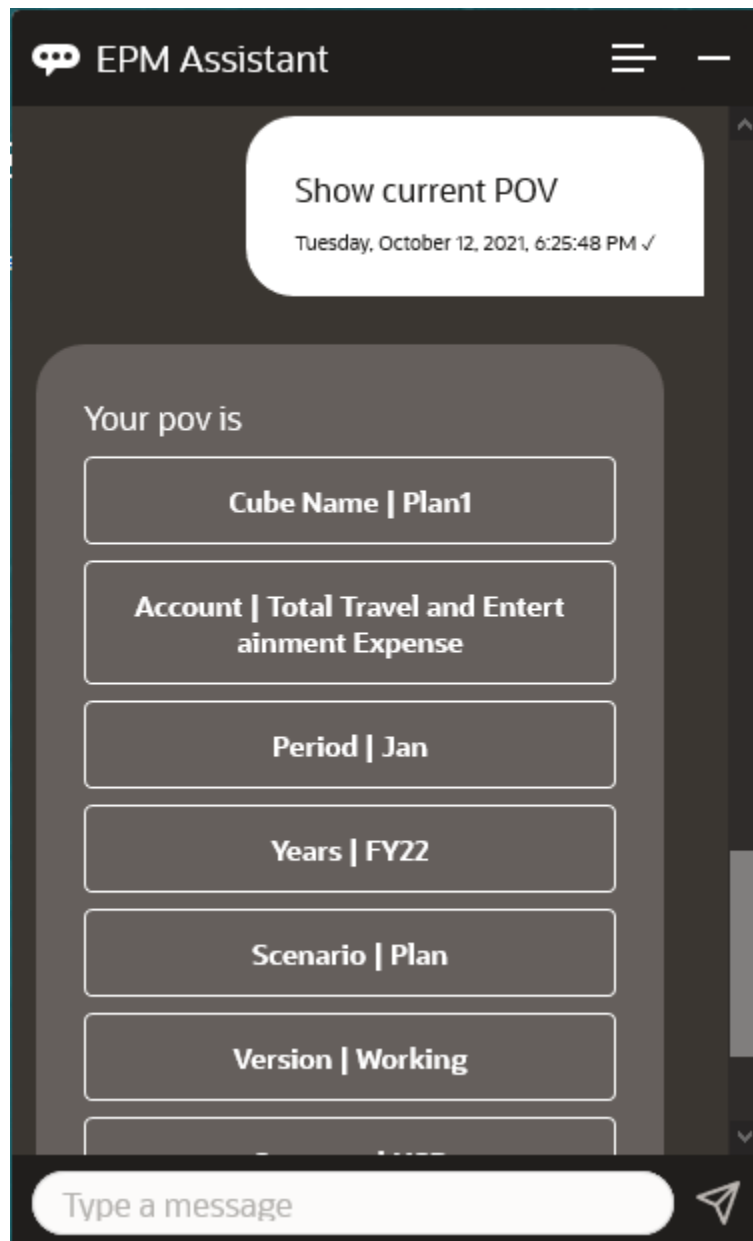 EPM Assistant
Show current POV
Tuesday, October 12, 2021, 6:25:48 PM ✓
Your pov is
Cube Name | Plan1
Account | Total Travel and Entert
ainment Expense
Period | Jan
Years | FY22
Scenario | Plan
Version | Working
Type a message